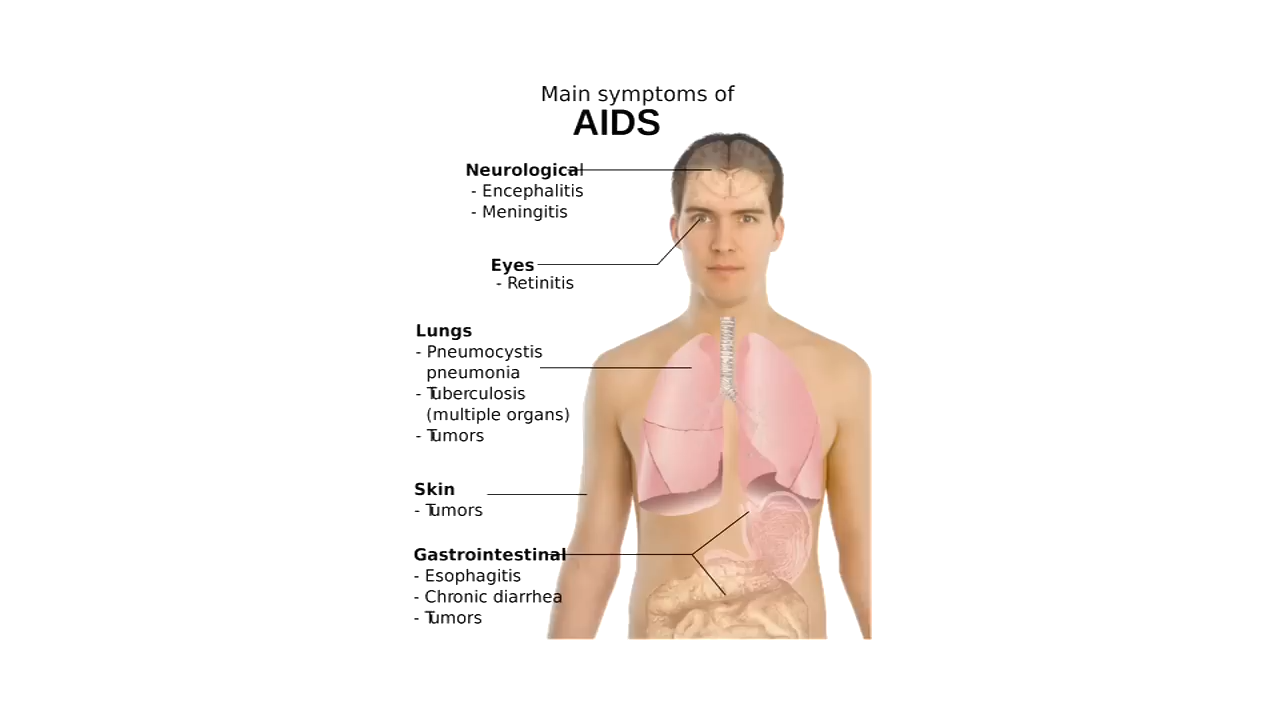 Main symptoms of
AIDS
Neurological
- Encephalitis
- Meningitis
Eyes
- Retinitis
Lungs
- Pneumocystis
pneumonia
- Tuberculosis
(multiple organs)
- Tumors
Skin
- Tumors
Gastrointestinal
- Esophagitis
- Chronic diarrhea
- Tumors